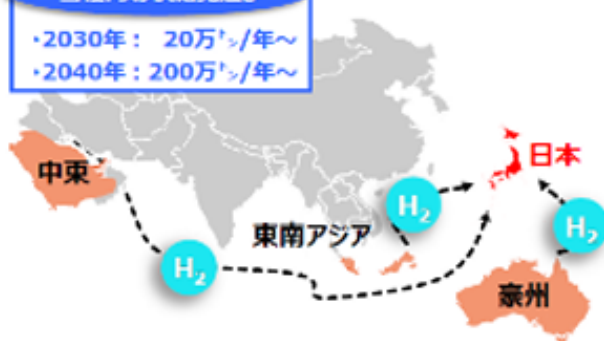 ・2030年： 20万㌧/年～
・2040年：200万㌧/年～
中東
日本
H₂
東南アジア
H₂
H₂
豪州